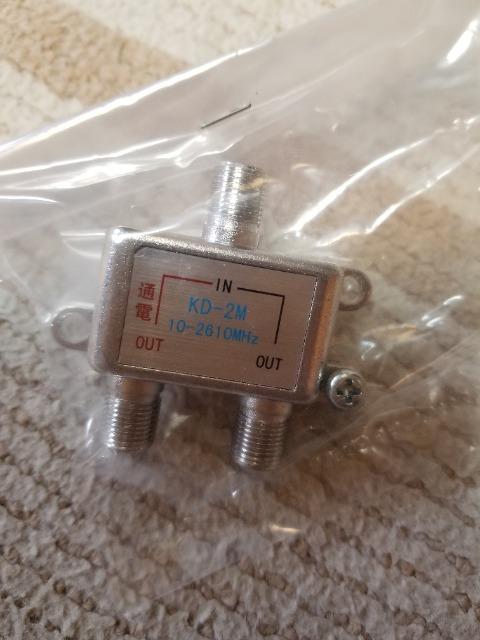 IN
通電
KD-2M
10-2610MHz
OUT
OUT